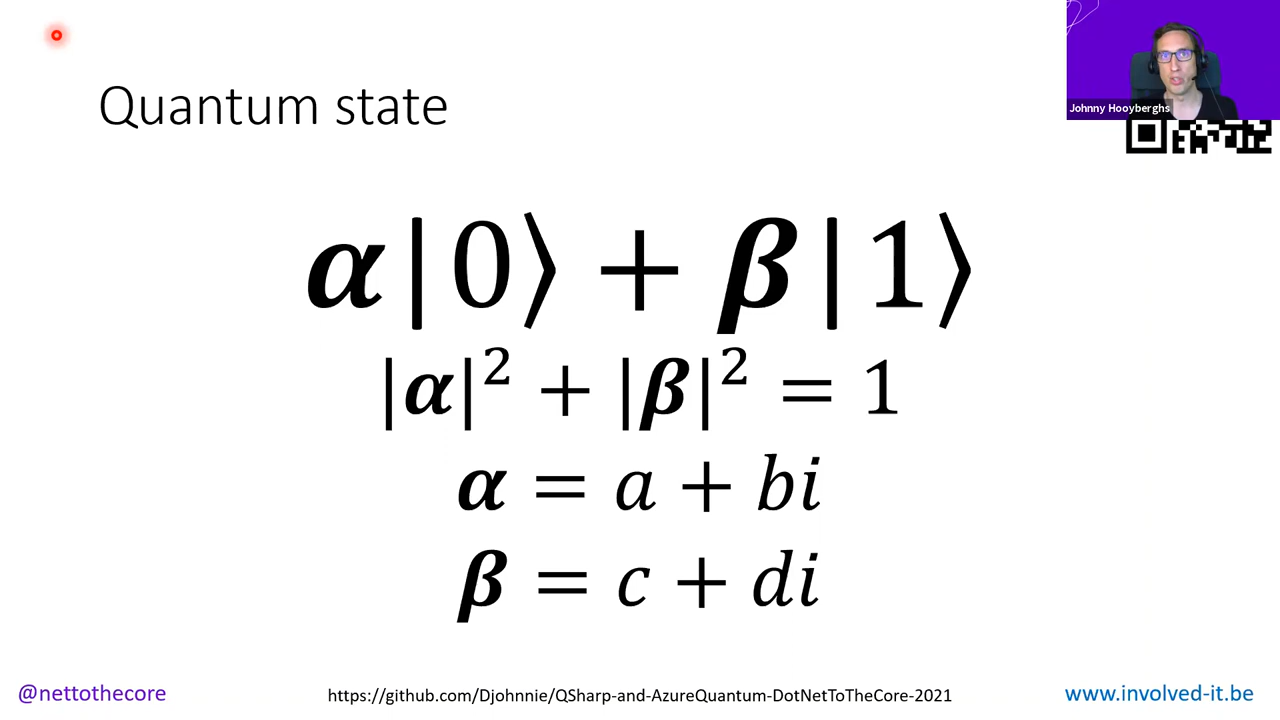 Johnny Hooyberghs
Quantum state
𝜶|0⟩ + 𝜷|1⟩
|𝜶|² + |𝜷|² = 1
𝜶 = a + bi
𝜷 = c + di
@nettothecore
https://github.com/Djohnnie/QSharp-and-AzureQuantum-DotNetToTheCore-2021
www.involved-it.be